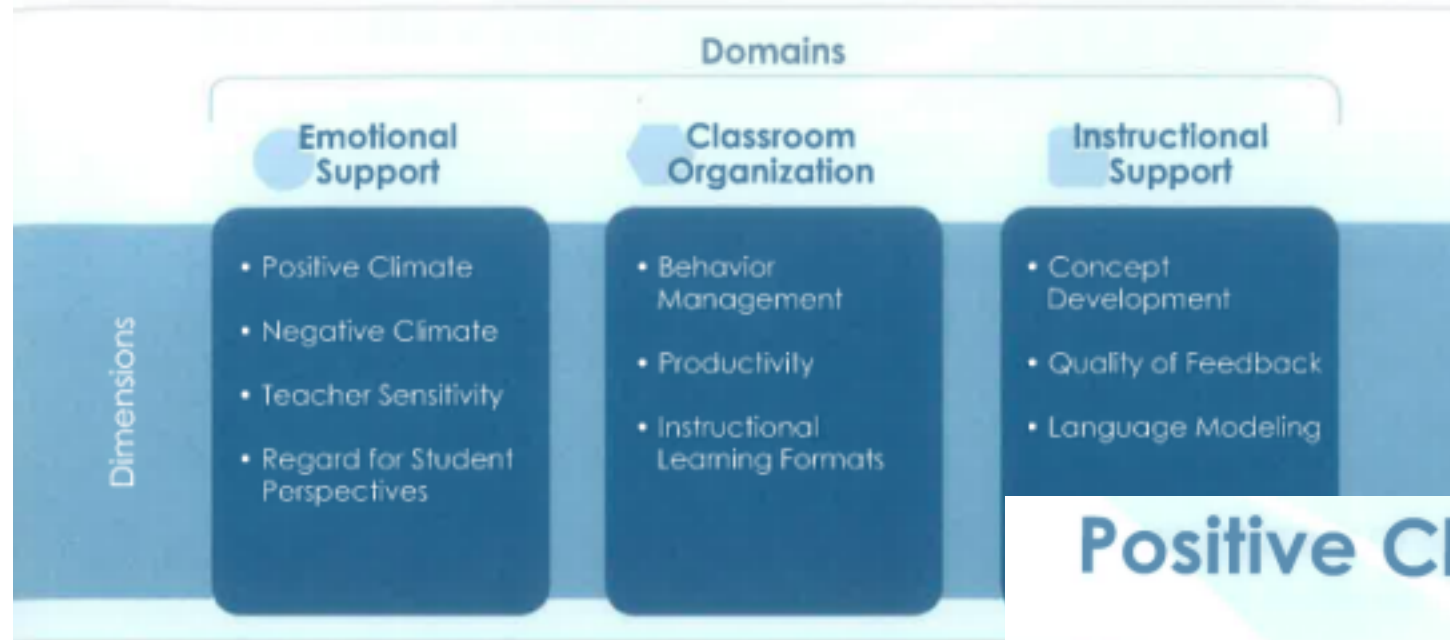 Domains
Emotional
Support
Classroom
Organization
Instructional
Support
Dimensions
• Positive Climate
• Negative Climate
• Teacher Sensitivity
• Regard for Student
Perspectives
• Behavior
Management
• Productivity
• Instructional
Learning Formats
• Concept
Development
• Quality of Feedback
• Language Modeling
Positive